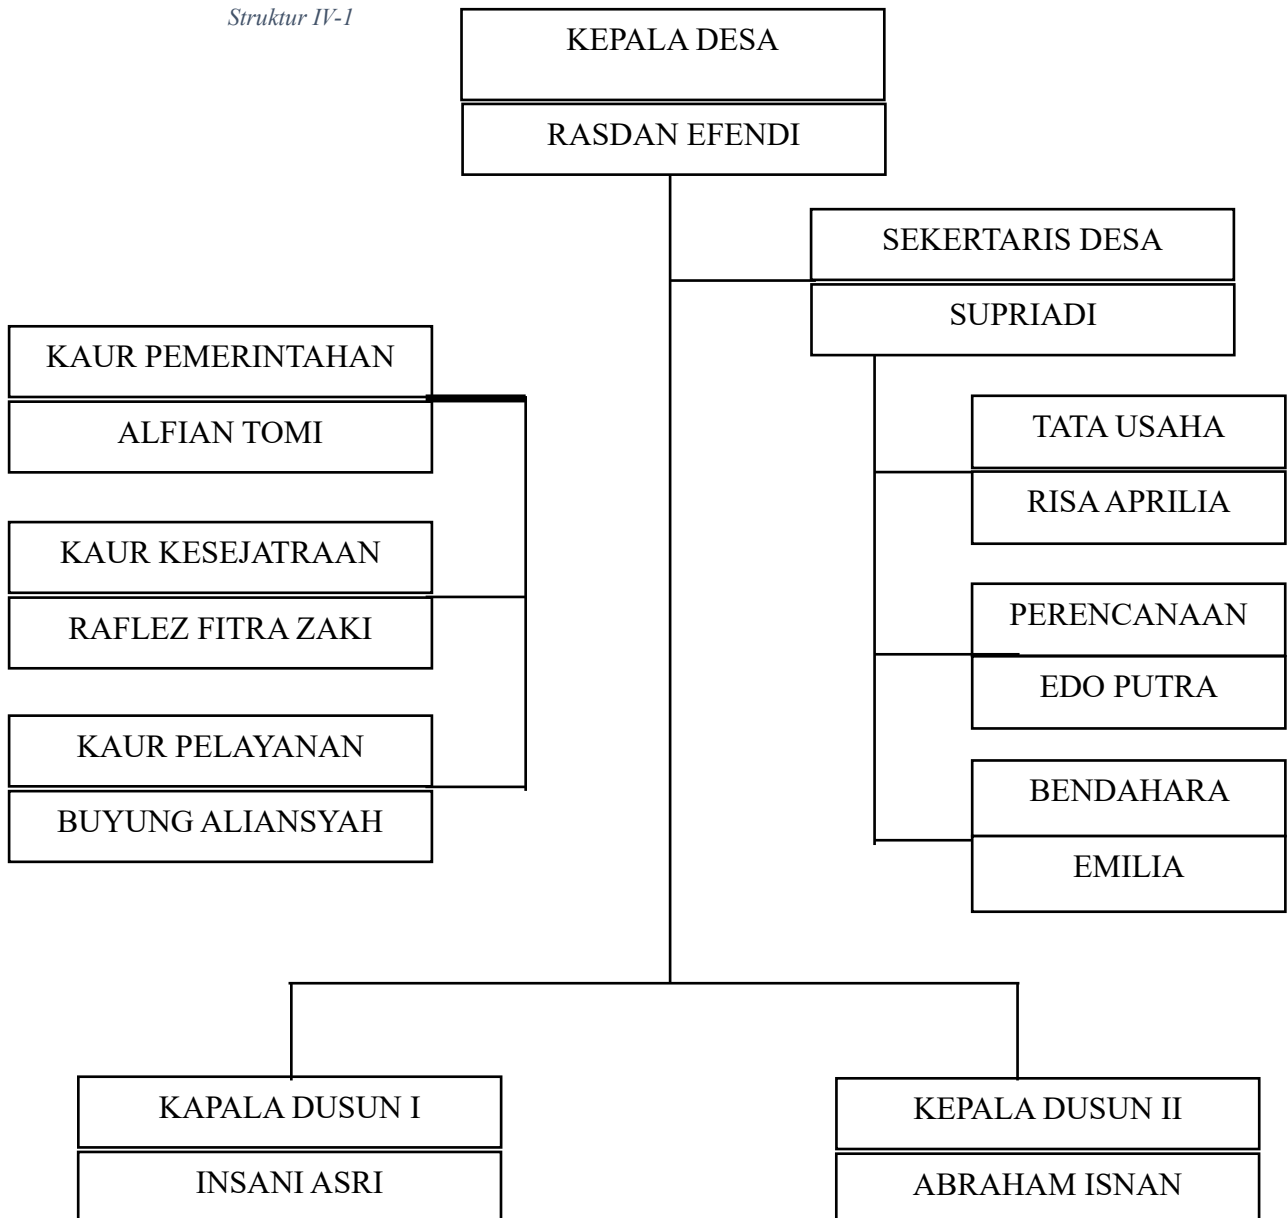 Struktur IV-1
KEPALA DESA
RASDAN EFENDI
SEKERTARIS DESA
SUPRIADI
KAUR PEMERINTAHAN
ALFIAN TOMI
KAUR KESEJATRAAN
RAFLEZ FITRA ZAKI
KAUR PELAYANAN
BUYUNG ALIANSYAH
TATA USAHA
RISA APRILIA
PERENCANAAN
EDO PUTRA
BENDAHARA
EMILIA
KAPALA DUSUN I
INSANI ASRI
KEPALA DUSUN II
ABRAHAM ISNAN